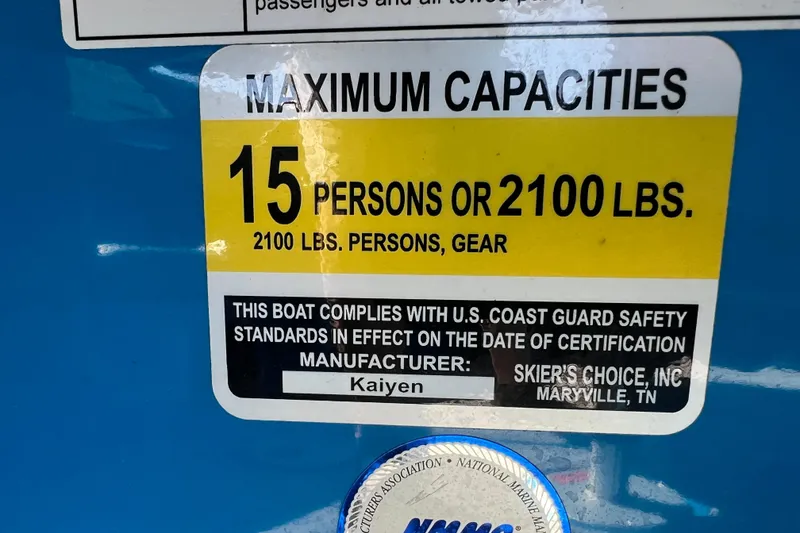 passengers and all towed
MAXIMUM CAPACITIES
15 PERSONS OR 2100 LBS.
2100 LBS. PERSONS, GEAR
THIS BOAT COMPLIES WITH U.S. COAST GUARD SAFETY
STANDARDS IN EFFECT ON THE DATE OF CERTIFICATION
MANUFACTURER:
Kaiyen
SKIER'S CHOICE, INC
MARYVILLE, TN
ASSOCIATION • NATIONAL MARINE
NMMA